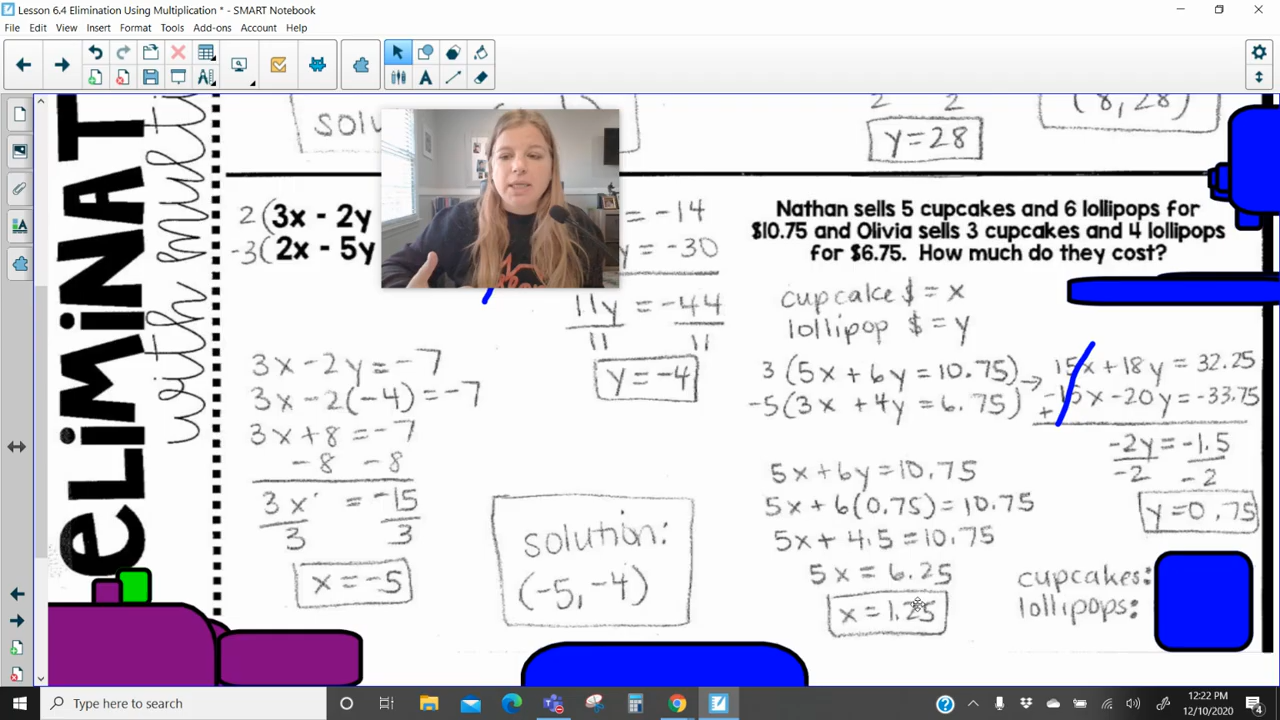 Lesson 6.4 Elimination Using Multiplication * - SMART Notebook
File Edit View Insert Format Tools Add-ons Account Help
ELIMINAT
with multi
2 2
(8, 28)
y=28
2(3x - 2y
-3(2x - 5y
= -14
y = -30
11y = -44
11 11
y = -4
3x - 2y = -7
3x - 2(-4) = -7
3x + 8 = -7
-8 -8
3x = -15
3 3
x = -5
solution:
(-5, -4)
Nathan sells 5 cupcakes and 6 lollipops for
$10.75 and Olivia sells 3 cupcakes and 4 lollipops
for $6.75. How much do they cost?
cupcake $ = x
lollipop $ = y
3(5x + 6y = 10.75) → 15x + 18y = 32.25
-5(3x + 4y = 6.75) + -15x - 20y = -33.75
-2y = -1.5
-2 -2
y = 0.75
5x + 6y = 10.75
5x + 6(0.75) = 10.75
5x + 4.5 = 10.75
5x = 6.25
x = 1.25
cupcakes:
lollipops:
Type here to search
12:22 PM
12/10/2020
4